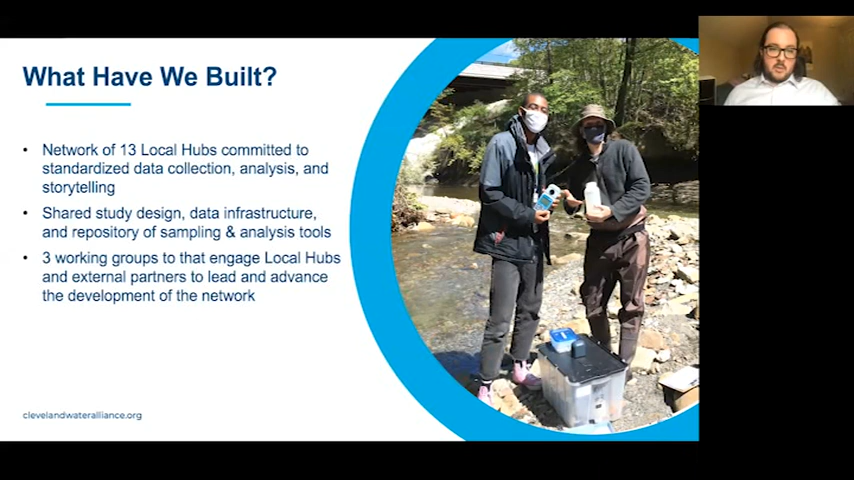 What Have We Built?
• Network of 13 Local Hubs committed to
standardized data collection, analysis, and
storytelling
• Shared study design, data infrastructure,
and repository of sampling & analysis tools
• 3 working groups to that engage Local Hubs
and external partners to lead and advance
the development of the network
clevelandwateralliance.org